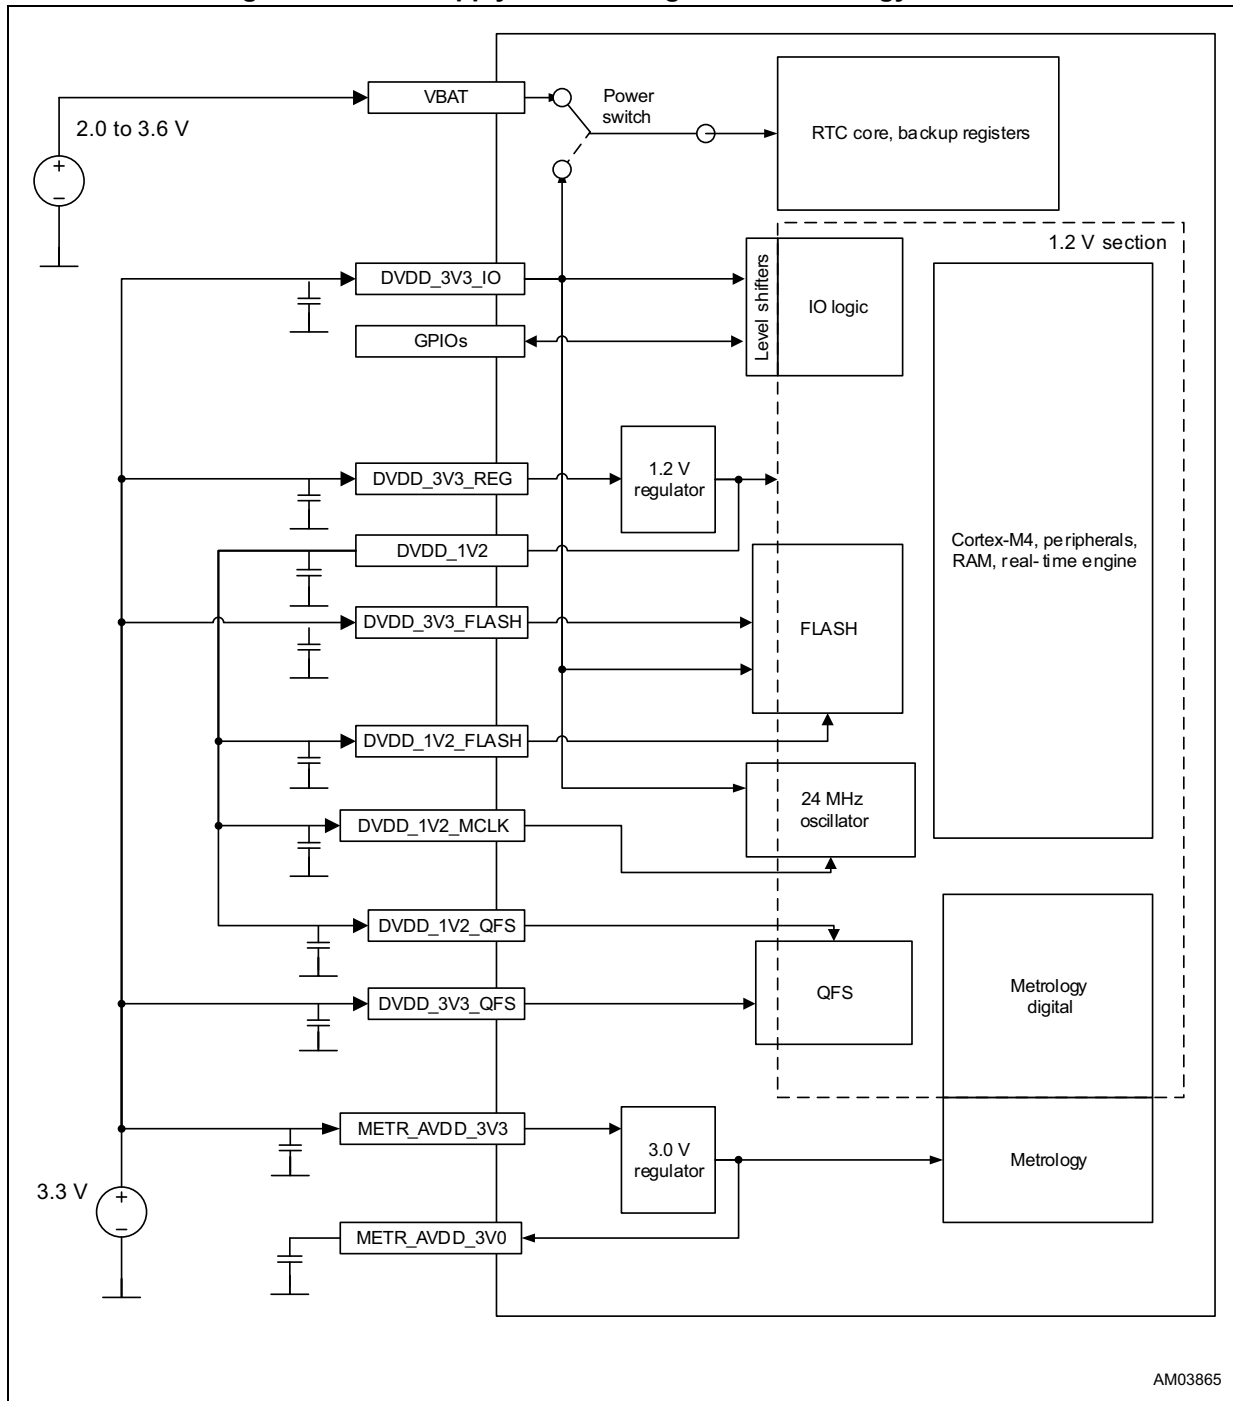 VBAT
Power
switch
RTC core, backup registers
2.0 to 3.6 V
+
−
1.2 V section
DVDD_3V3_IO
Level shifters
IO logic
GPIOs
DVDD_3V3_REG
1.2 V
regulator
DVDD_1V2
Cortex-M4, peripherals,
RAM, real-time engine
DVDD_3V3_FLASH
FLASH
DVDD_1V2_FLASH
24 MHz
oscillator
DVDD_1V2_MCLK
DVDD_1V2_QFS
QFS
Metrology
digital
DVDD_3V3_QFS
METR_AVDD_3V3
3.0 V
regulator
Metrology
3.3 V
+
−
METR_AVDD_3V0
AM03865